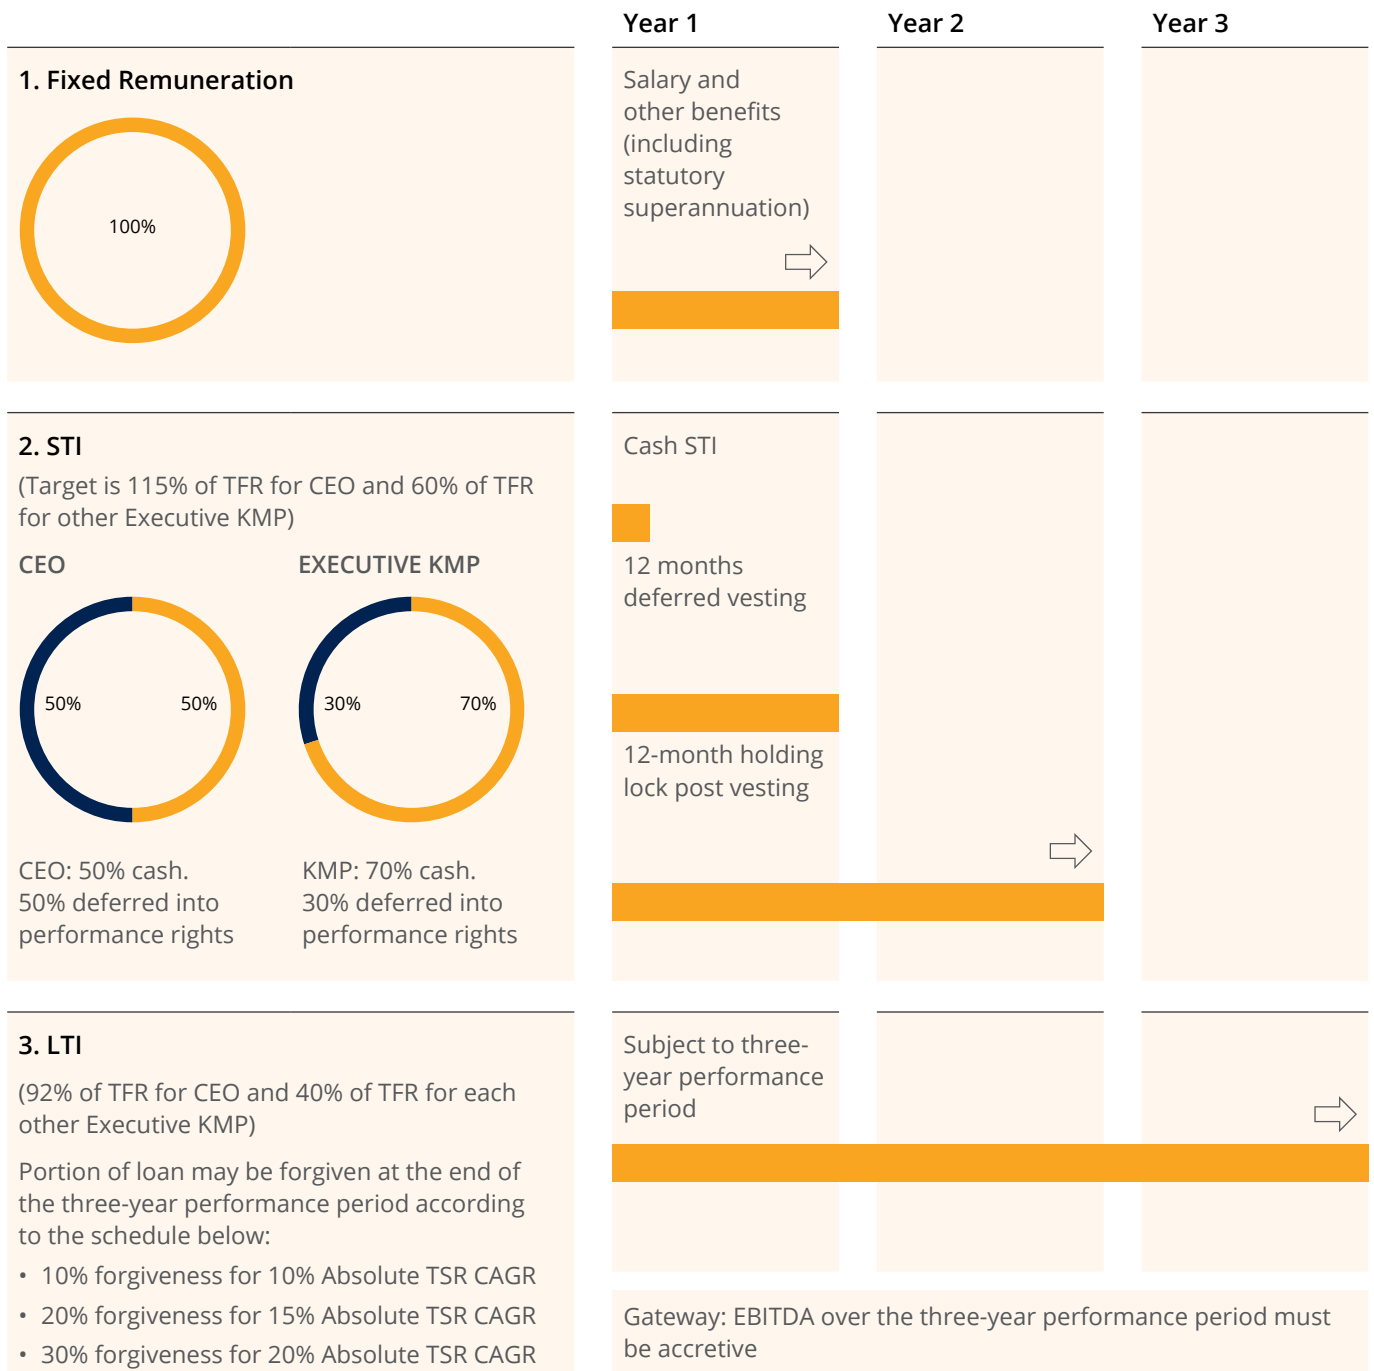 Year 1
Year 2
Year 3
1. Fixed Remuneration
100%
Salary and
other benefits
(including
statutory
superannuation)
2. STI
(Target is 115% of TFR for CEO and 60% of TFR
for other Executive KMP)
CEO
EXECUTIVE KMP
50%
50%
30%
70%
CEO: 50% cash.
50% deferred into
performance rights
KMP: 70% cash.
30% deferred into
performance rights
Cash STI
12 months
deferred vesting
12-month holding
lock post vesting
3. LTI
(92% of TFR for CEO and 40% of TFR for each
other Executive KMP)
Portion of loan may be forgiven at the end of
the three-year performance period according
to the schedule below:
• 10% forgiveness for 10% Absolute TSR CAGR
• 20% forgiveness for 15% Absolute TSR CAGR
• 30% forgiveness for 20% Absolute TSR CAGR
Subject to three-
year performance
period
Gateway: EBITDA over the three-year performance period must
be accretive